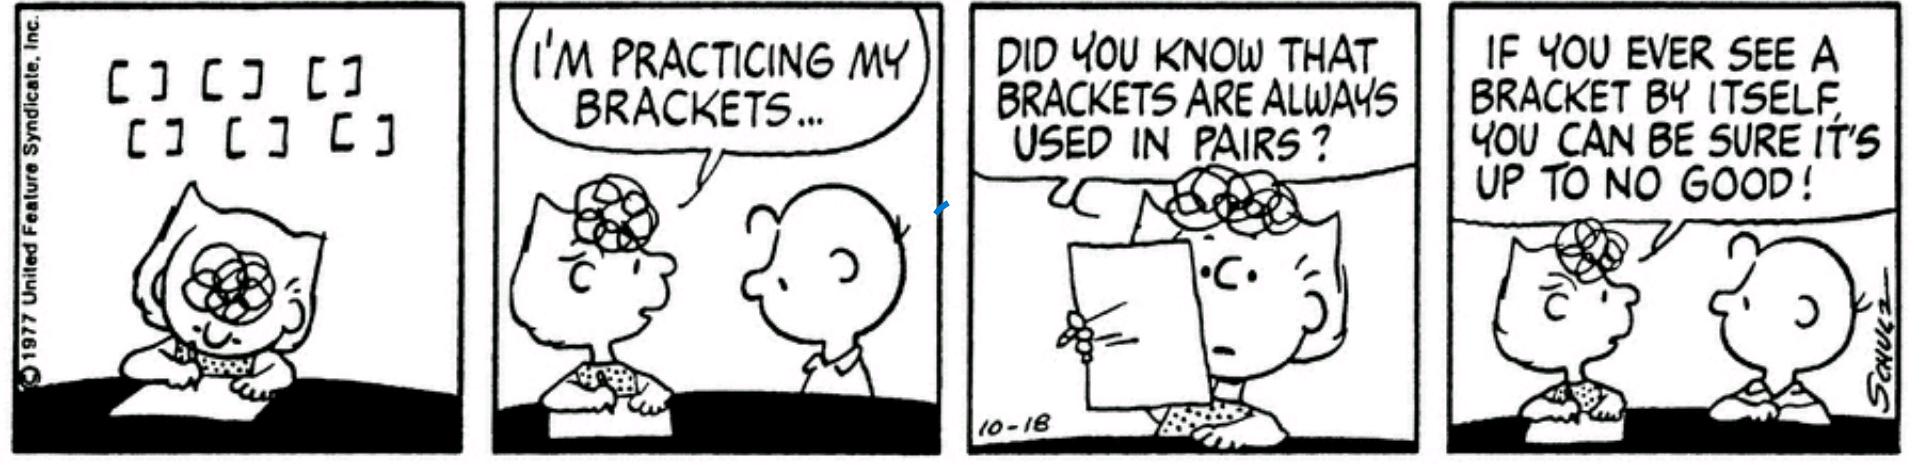 © 1977 United Feature Syndicate, Inc.
[ ] [ ] [ ]
[ ] [ ] [ ]
I'M PRACTICING MY
BRACKETS...
DID YOU KNOW THAT
BRACKETS ARE ALWAYS
USED IN PAIRS?
10-18
IF YOU EVER SEE A
BRACKET BY ITSELF,
YOU CAN BE SURE IT'S
UP TO NO GOOD!
SCHULZ